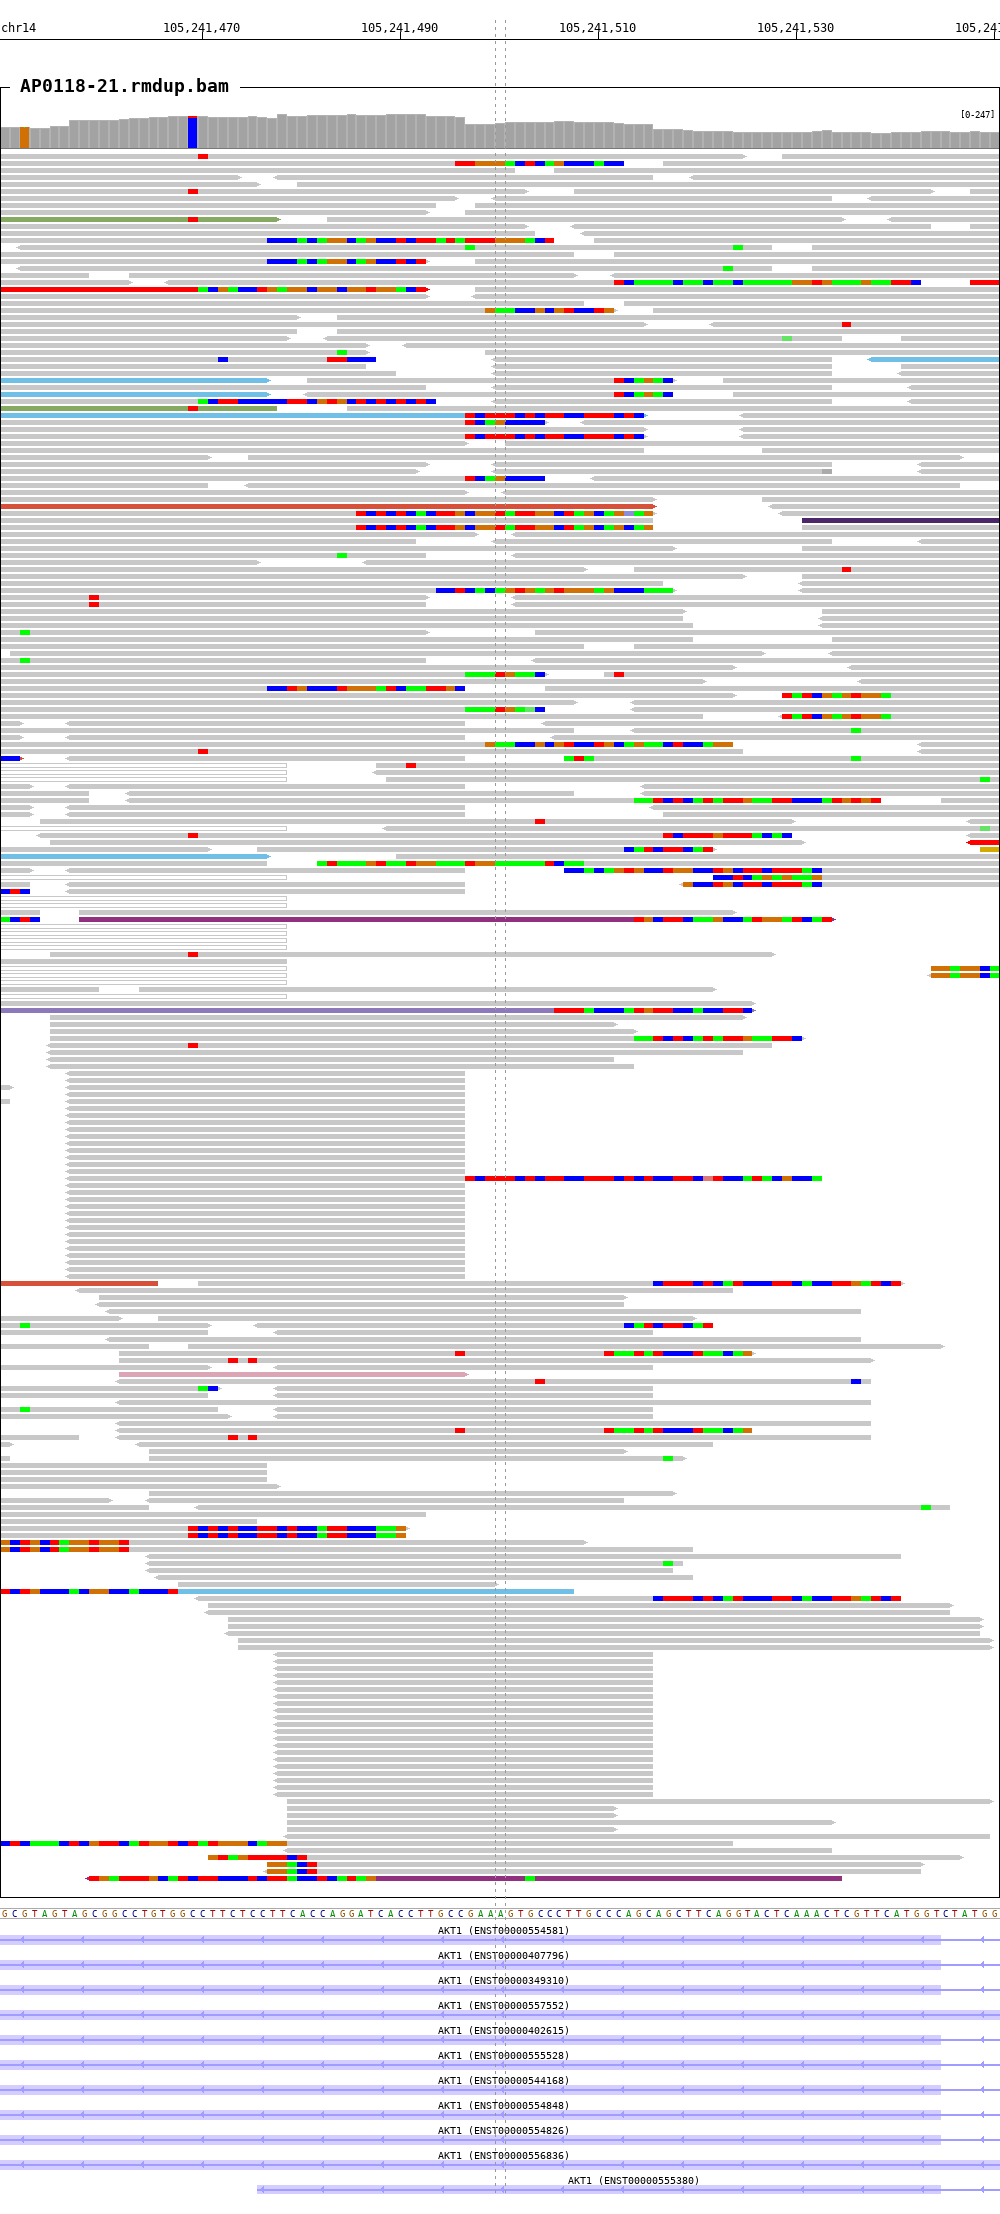 chr14 105,241,470 105,241,490 105,241,510 105,241,530 105,241
AP0118-21.rmdup.bam
[0-247]
GCGTAGTAGCGGCCTGTGGCCTTCTCCTTCACCAGGATCACCTTGCCGAAAGTGCCCTTGCCCAGCAGCTTCAGGTACTCAAACTCGTTCATGGTCTATGG
AKT1 (ENST00000554581)
AKT1 (ENST00000407796)
AKT1 (ENST00000349310)
AKT1 (ENST00000557552)
AKT1 (ENST00000402615)
AKT1 (ENST00000555528)
AKT1 (ENST00000544168)
AKT1 (ENST00000554848)
AKT1 (ENST00000554826)
AKT1 (ENST00000556836)
AKT1 (ENST00000555380)